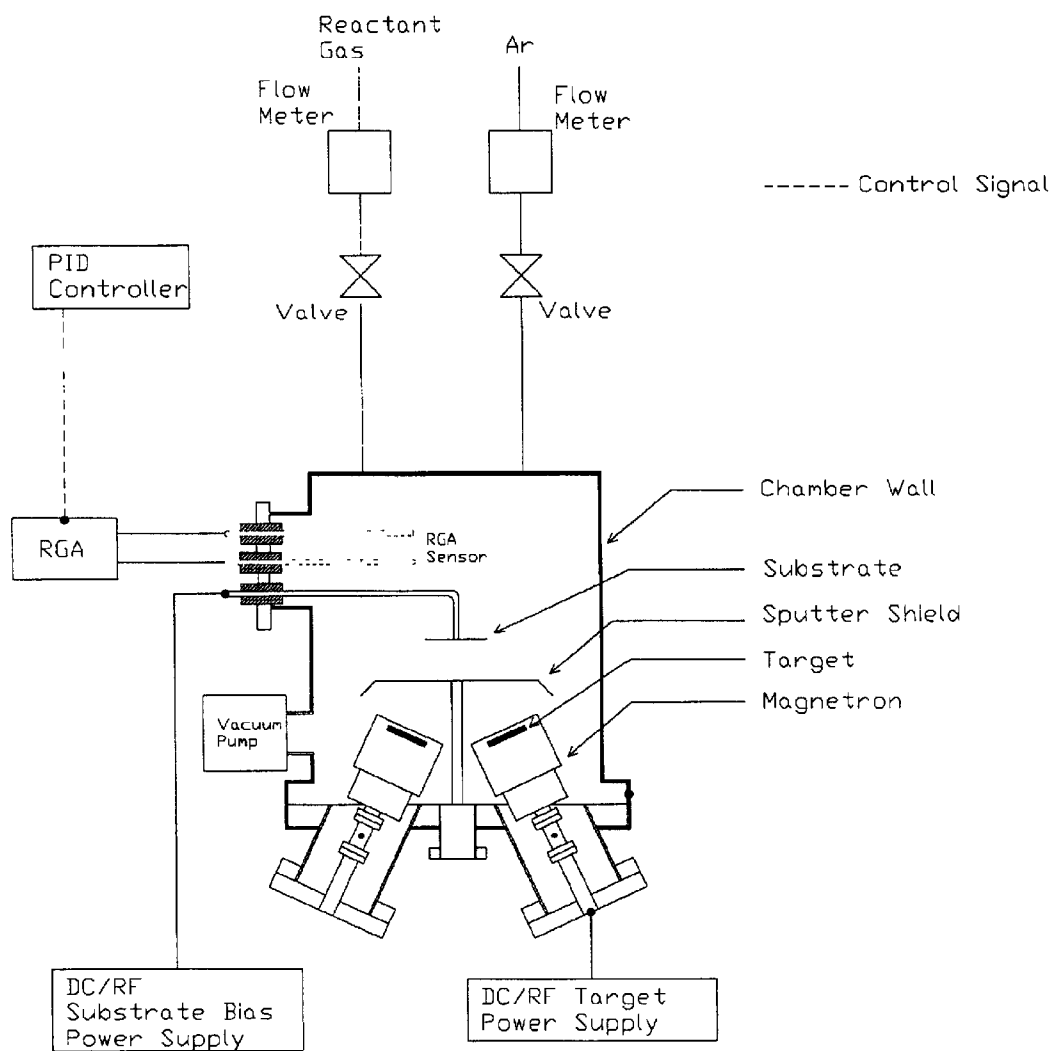 Reactant
Gas
Ar
Flow
Meter
Flow
Meter
Control Signal
PID
Controller
Valve
Valve
Chamber Wall
RGA
RGA
Sensor
Substrate
Sputter Shield
Target
Magnetron
Vacuum
Pump
DC/RF
Substrate Bias
Power Supply
DC/RF Target
Power Supply